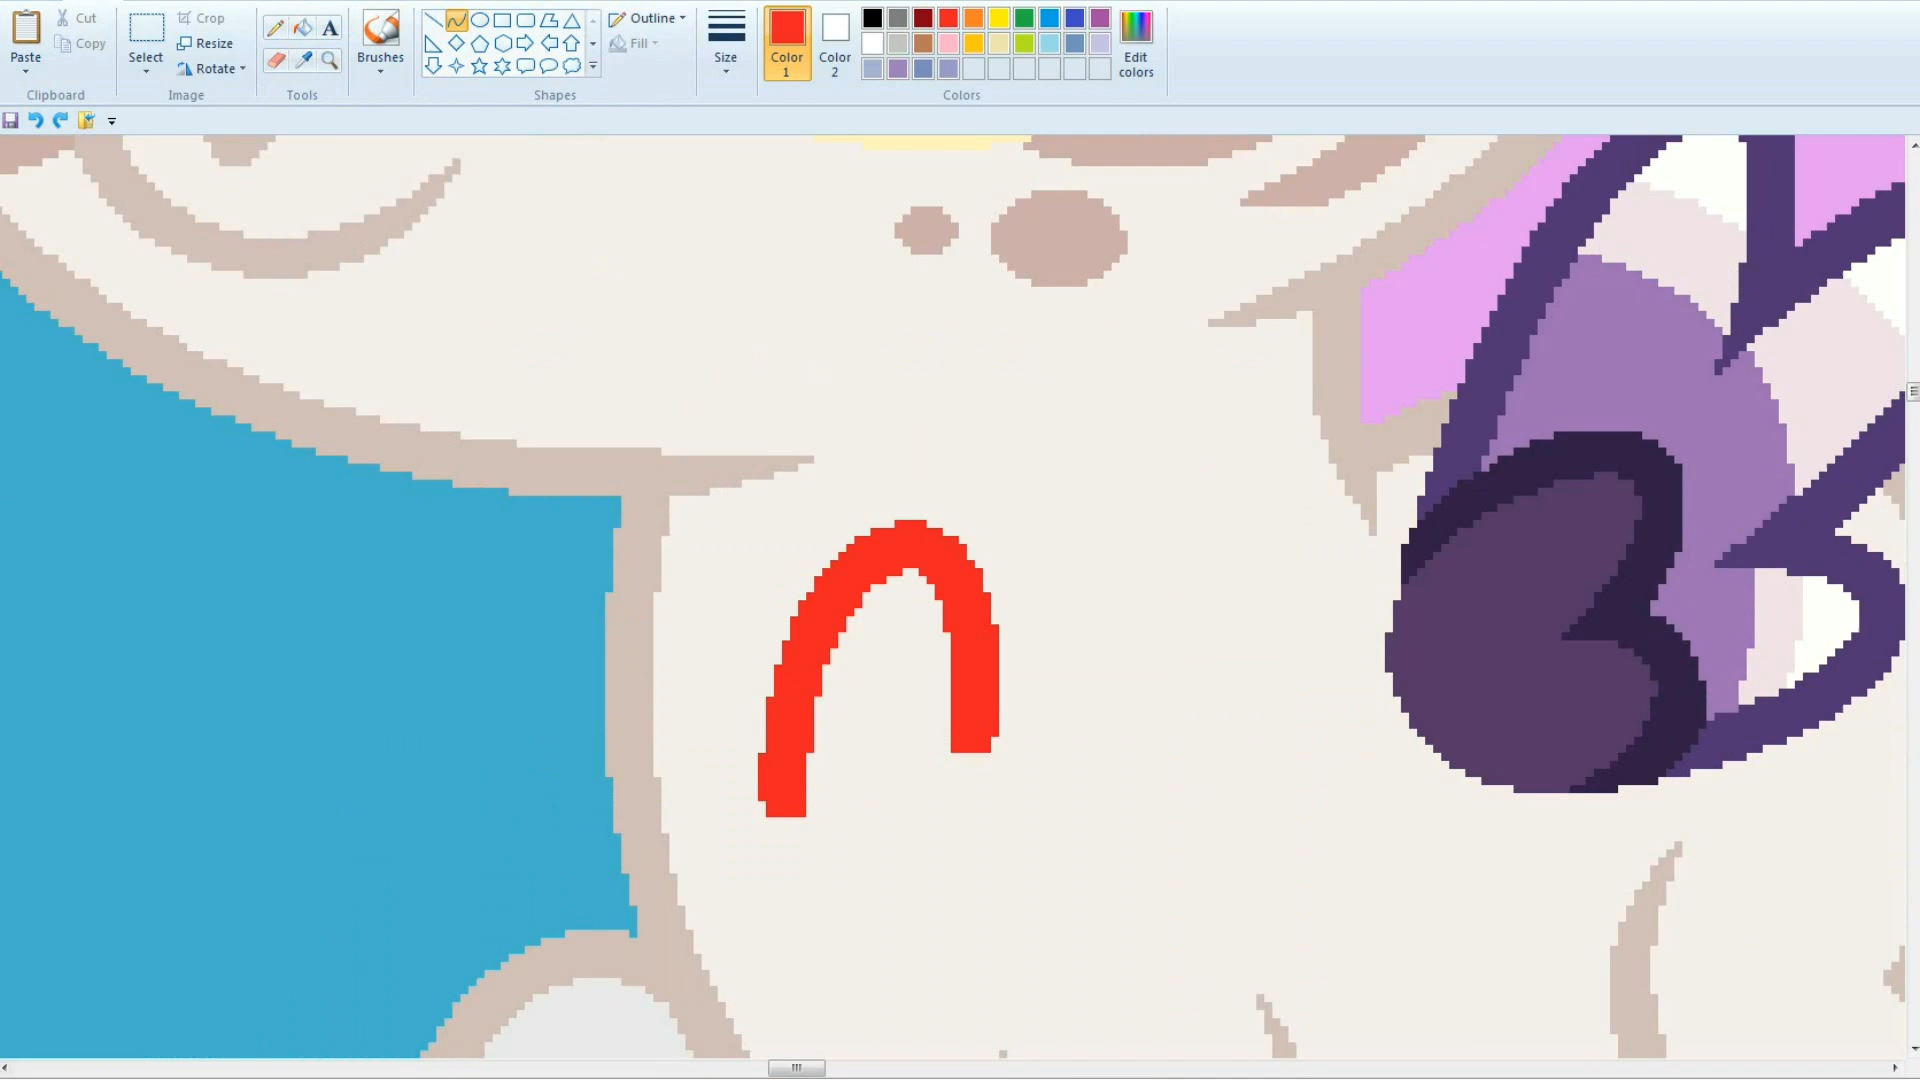 Paste
Cut
Copy
Clipboard
Select
Crop
Resize
Rotate
Image
A
Tools
Brushes
Outline
Fill
Shapes
Size
Color
1
Color
2
Edit
colors
Colors